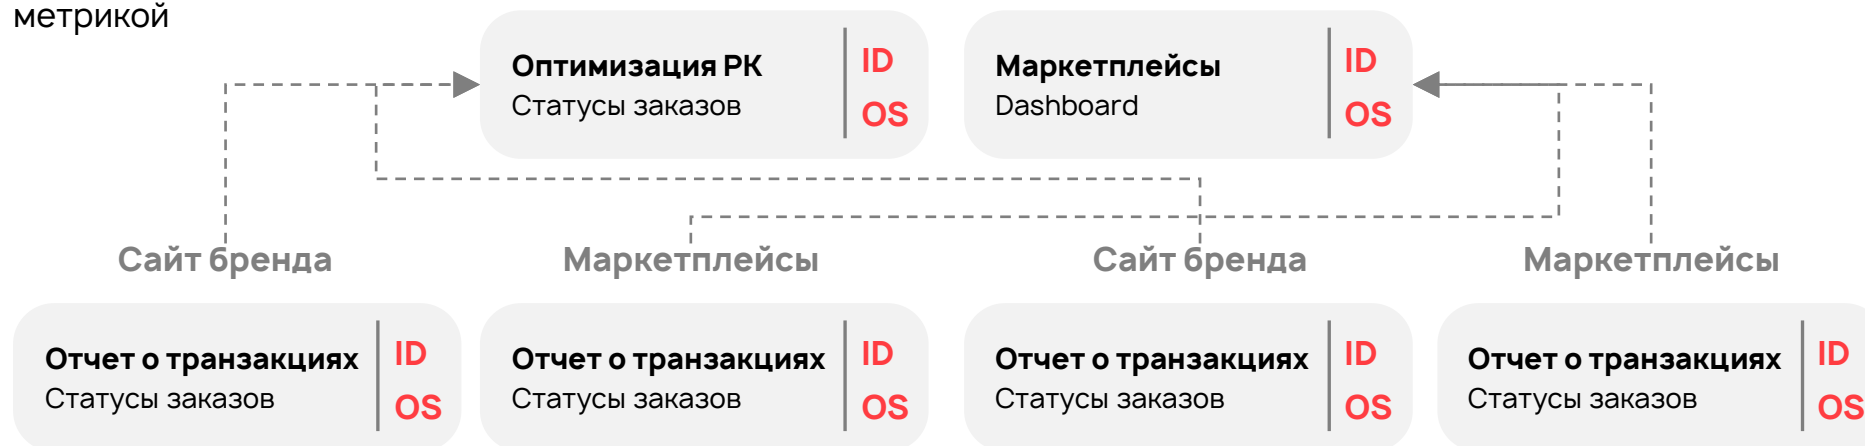 метрикой
Оптимизация РК
Статусы заказов
ID
OS
Маркетплейсы
Dashboard
ID
OS
Сайт бренда
Маркетплейсы
Сайт бренда
Маркетплейсы
Отчет о транзакциях
Статусы заказов
ID
OS
Отчет о транзакциях
Статусы заказов
ID
OS
Отчет о транзакциях
Статусы заказов
ID
OS
Отчет о транзакциях
Статусы заказов
ID
OS